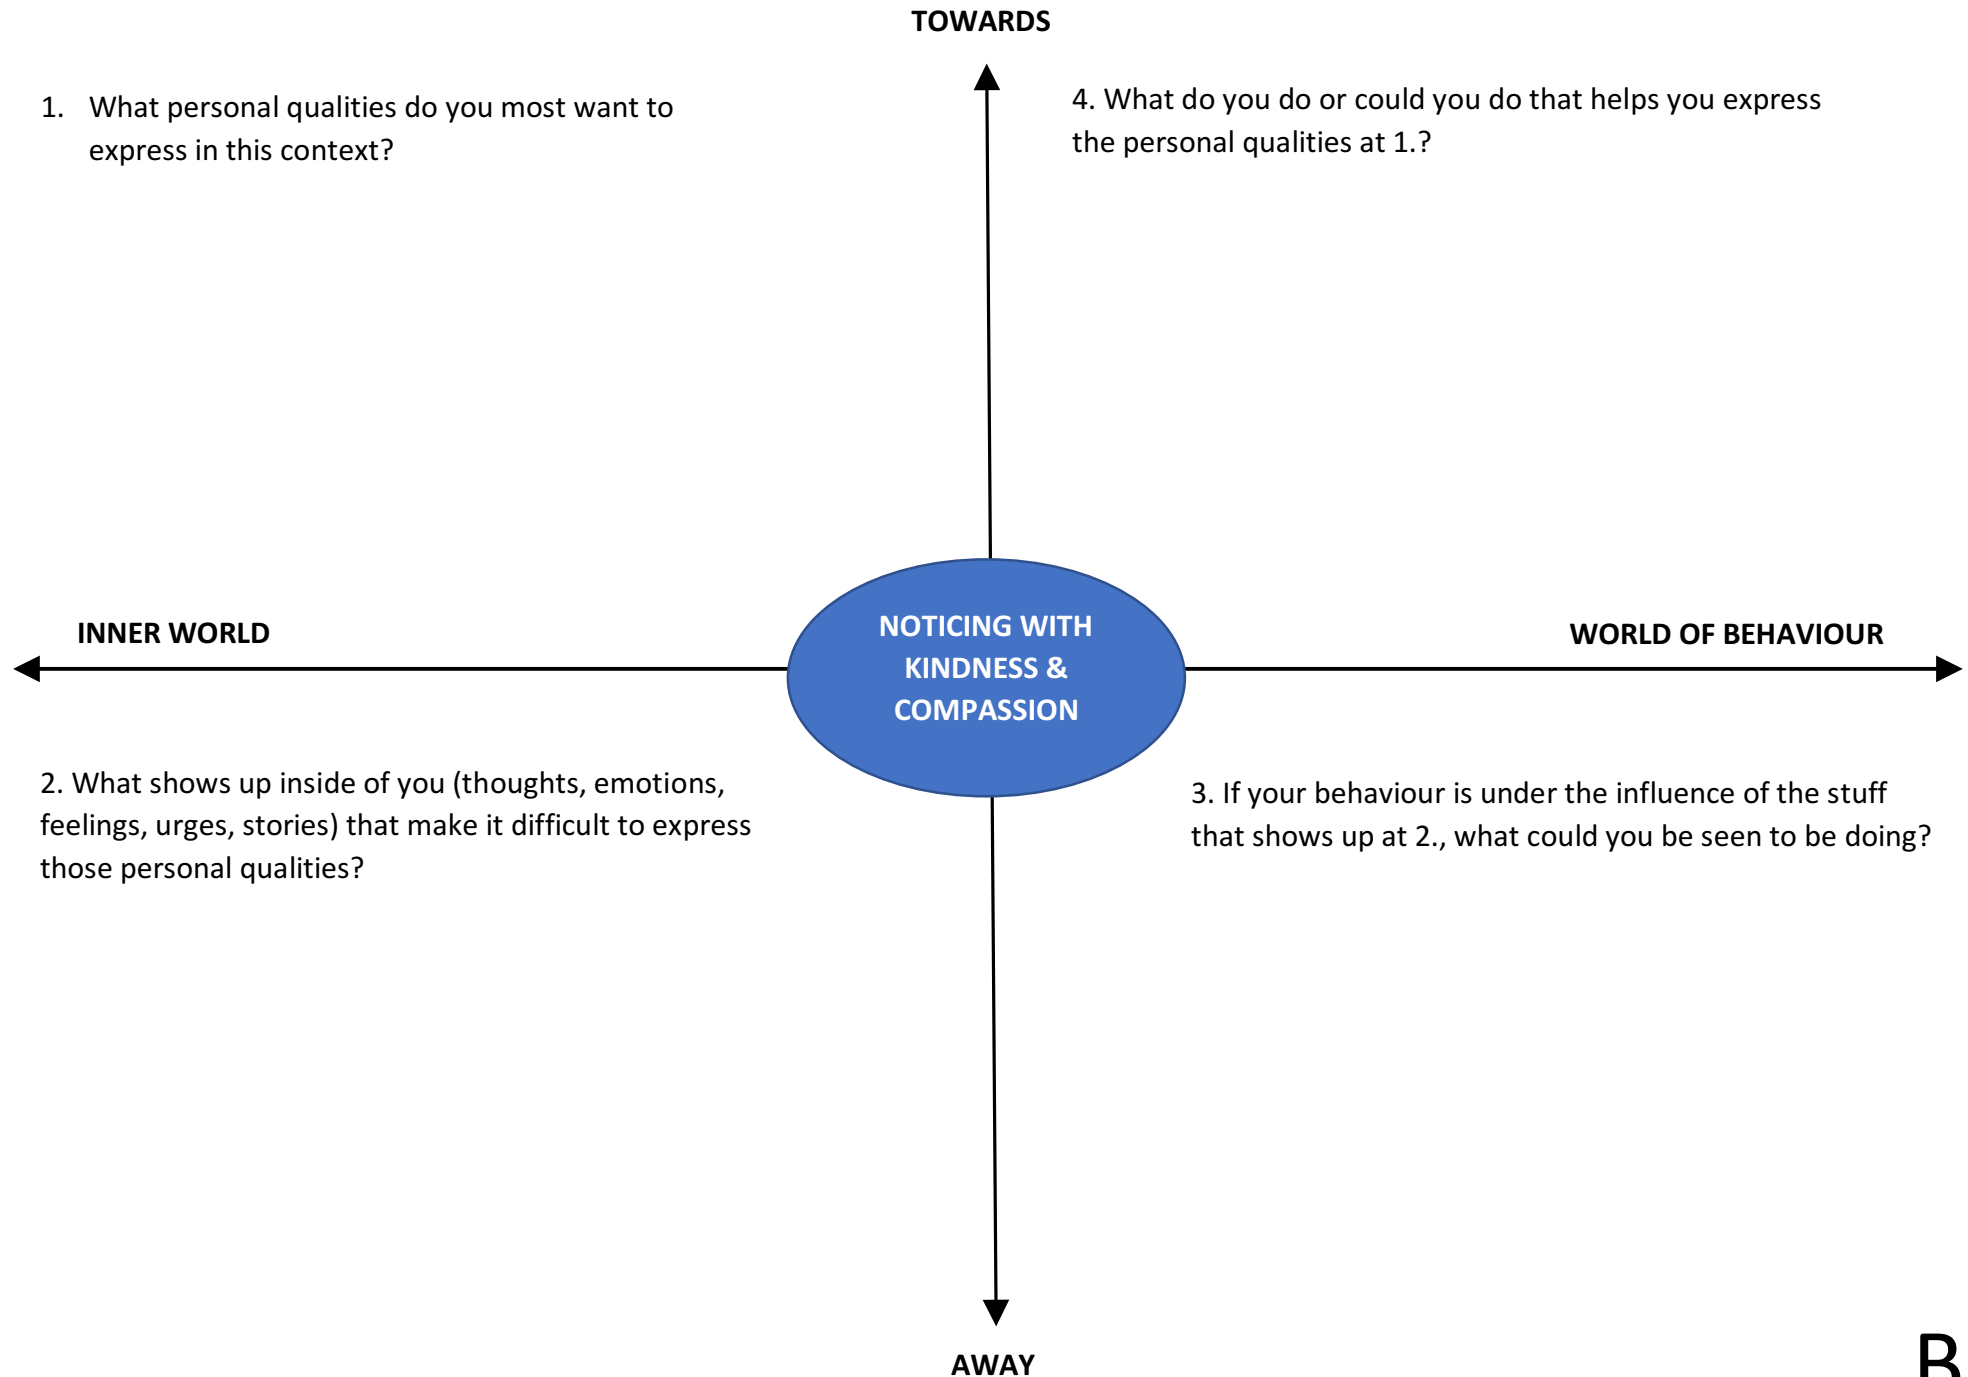 TOWARDS
1. What personal qualities do you most want to
express in this context?
4. What do you do or could you do that helps you express
the personal qualities at 1.?
INNER WORLD
NOTICING WITH
KINDNESS &
COMPASSION
WORLD OF BEHAVIOUR
2. What shows up inside of you (thoughts, emotions,
feelings, urges, stories) that make it difficult to express
those personal qualities?
3. If your behaviour is under the influence of the stuff
that shows up at 2., what could you be seen to be doing?
AWAY
B